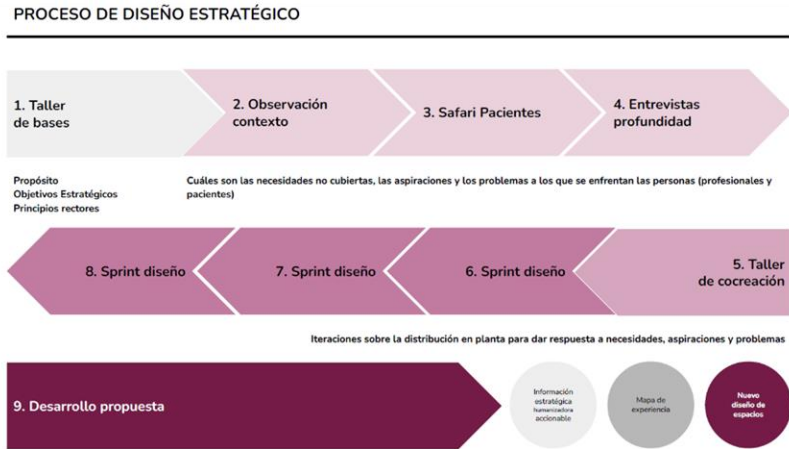 PROCESO DE DISEÑO ESTRATÉGICO
1. Taller
de bases
2. Observación
contexto
3. Safari Pacientes
4. Entrevistas
profundidad
Propósito
Objetivos Estratégicos
Principios rectores
Cuáles son las necesidades no cubiertas, las aspiraciones y los problemas a los que se enfrentan las personas (profesionales y
pacientes)
8. Sprint diseño
7. Sprint diseño
6. Sprint diseño
5. Taller
de cocreación
Iteraciones sobre la distribución en planta para dar respuesta a necesidades, aspiraciones y problemas
9. Desarrollo propuesta
Información
estratégica
humanizadora
accionable
Mapa de
experiencia
Nuevo
diseño de
espacios